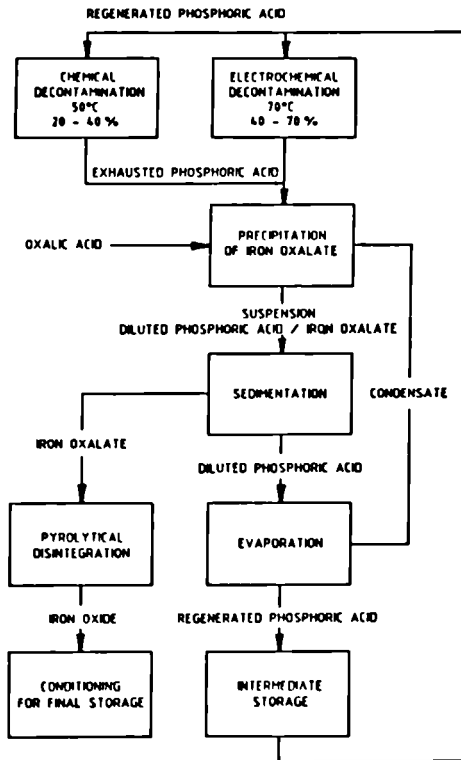 REGENERATED PHOSPHORIC ACID
CHEMICAL
DECONTAMINATION
50°C
20 - 40 %
ELECTROCHEMICAL
DECONTAMINATION
70°C
40 - 70 %
EXHAUSTED PHOSPHORIC ACID
OXALIC ACID
PRECIPITATION
OF IRON OXALATE
SUSPENSION
DILUTED PHOSPHORIC ACID / IRON OXALATE
SEDIMENTATION
CONDENSATE
IRON OXALATE
DILUTED PHOSPHORIC ACID
PYROLYTICAL
DISINTEGRATION
EVAPORATION
IRON OXIDE
REGENERATED PHOSPHORIC ACID
CONDITIONING
FOR FINAL STORAGE
INTERMEDIATE
STORAGE